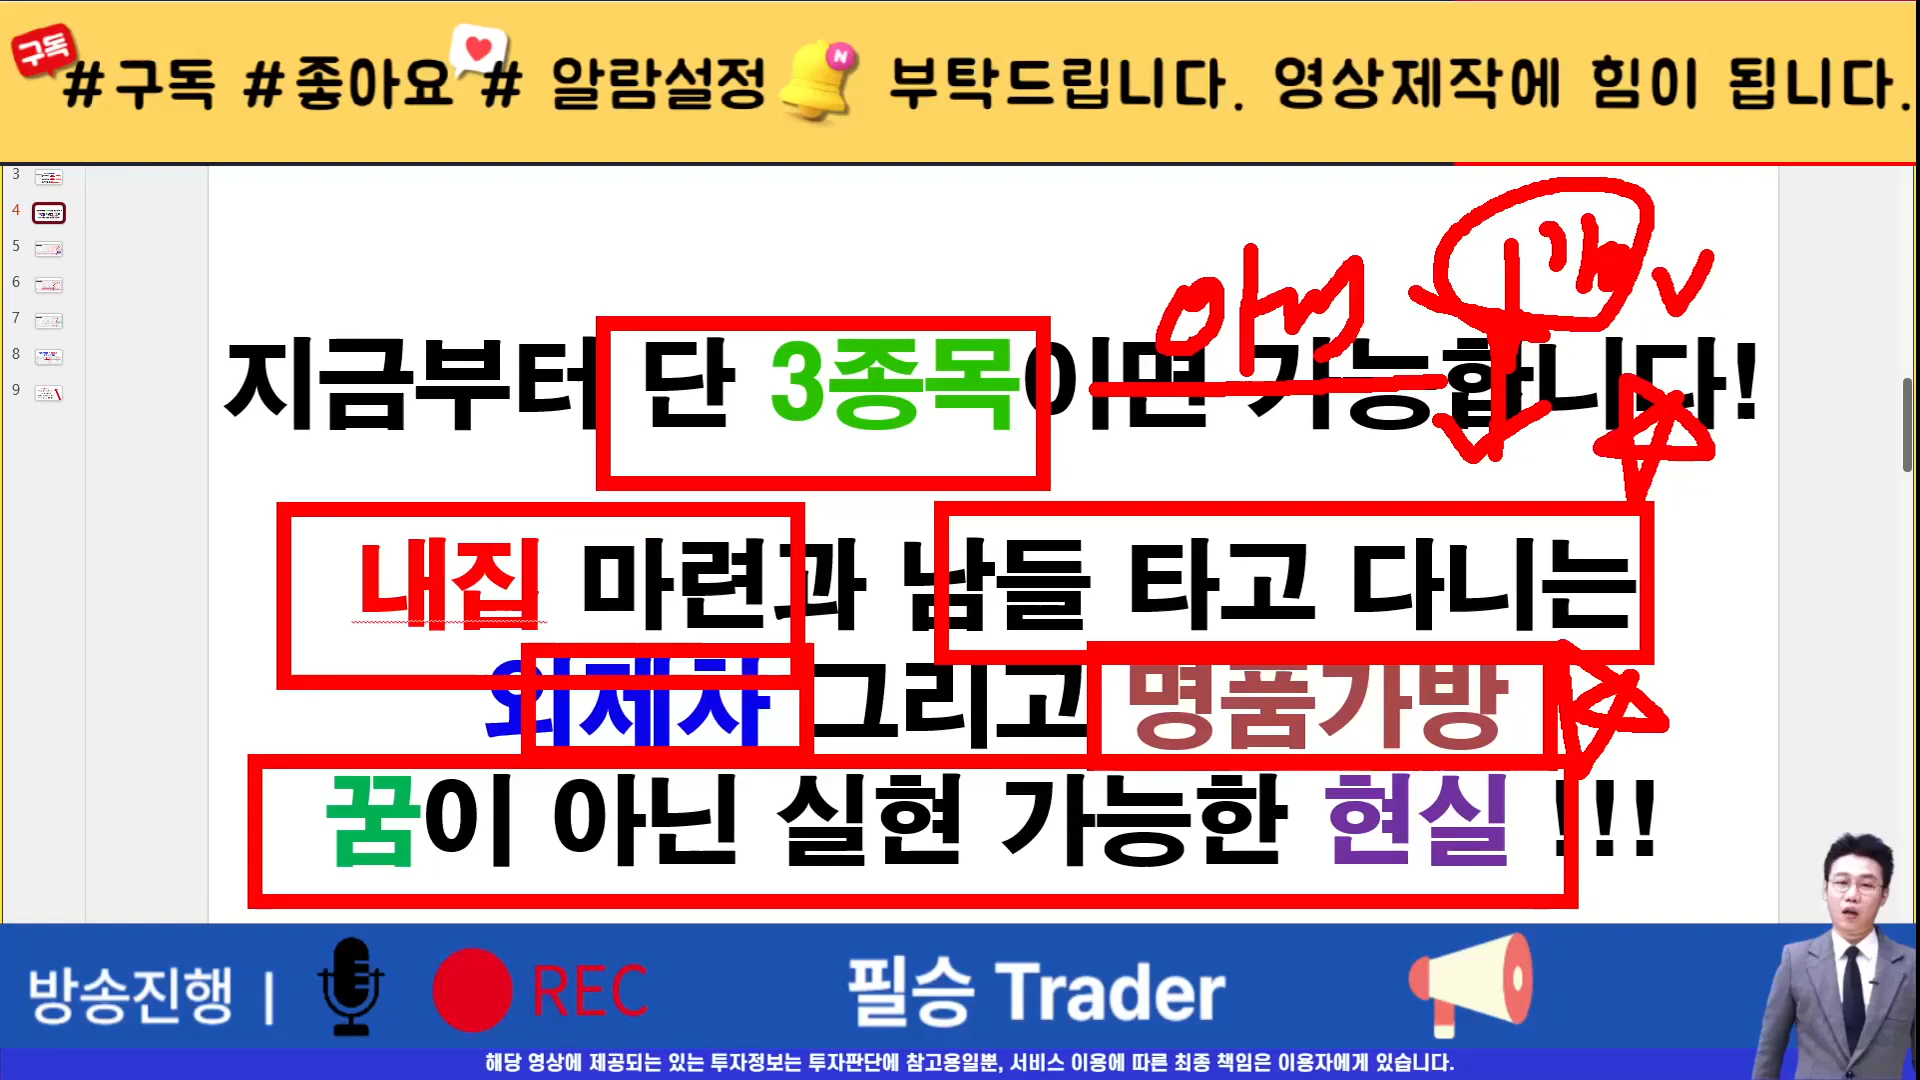 구독
#구독 #좋아요 # 알람설정 N 부탁드립니다. 영상제작에 힘이 됩니다.
3
4
5
6
7
8
9
지금부터 단 3종목이면 가능합니다!
내집 마련과 남들 타고 다니는
외제차 그리고 명품가방
꿈이 아닌 실현 가능한 현실 !!!
방송진행 | REC 필승 Trader
해당 영상에 제공되는 있는 투자정보는 투자판단에 참고용일뿐, 서비스 이용에 따른 최종 책임은 이용자에게 있습니다.